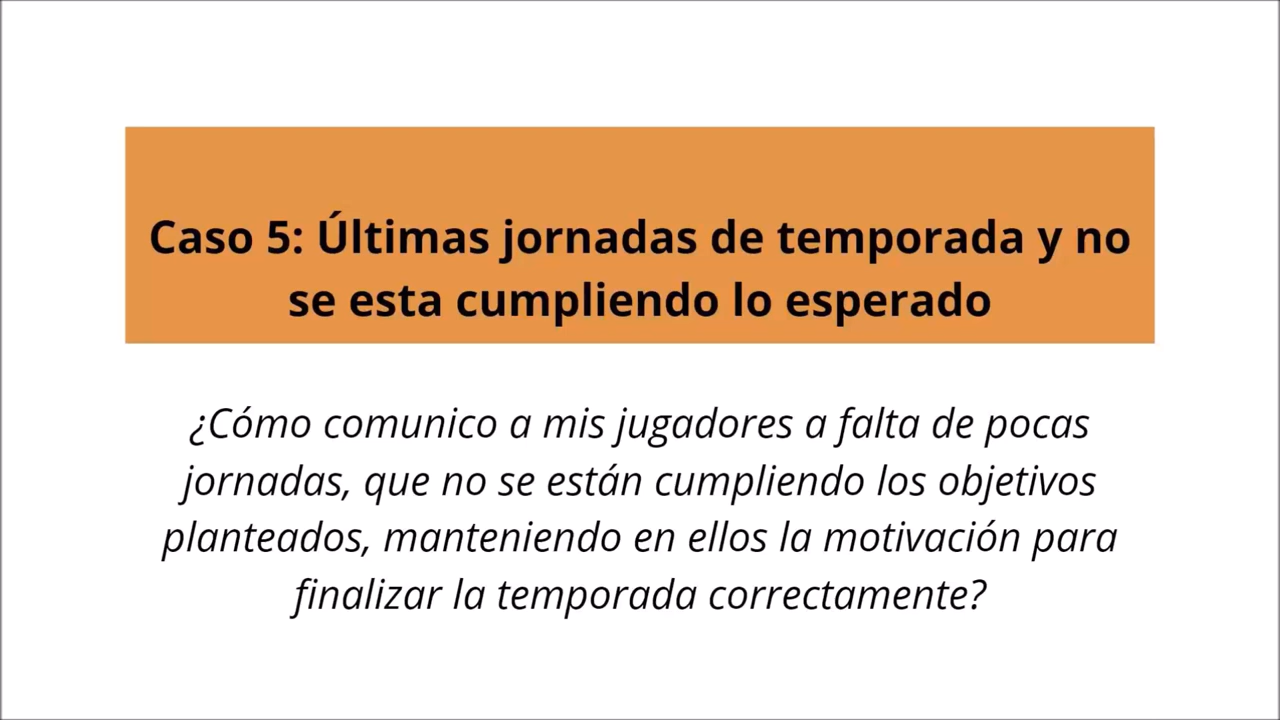 Caso 5: Últimas jornadas de temporada y no
se esta cumpliendo lo esperado
¿Cómo comunico a mis jugadores a falta de pocas
jornadas, que no se están cumpliendo los objetivos
planteados, manteniendo en ellos la motivación para
finalizar la temporada correctamente?